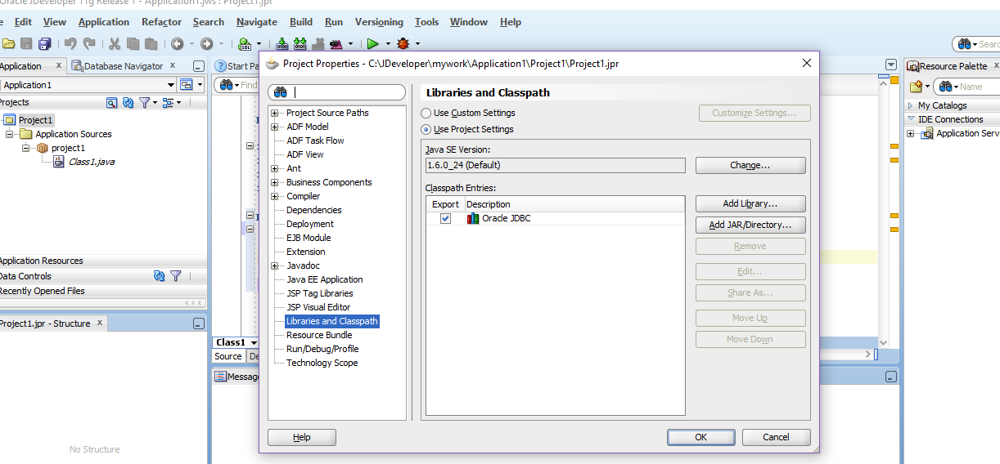 Oracle JDeveloper 11g Release 1 - Application1.jws : Project1.jpr
e Edit View Application Refactor Search Navigate Build Run Versioning Tools Window Help
Searc
Application x
Database Navigator x
Application1
Projects
Project1
Application Sources
project1
Class1.java
Application Resources
Data Controls
Recently Opened Files
Project1.jpr - Structure x
No Structure
Start Pa
Find
Class1
Source De
Message
Project Properties - C:\JDeveloper\mywork\Application1\Project1\Project1.jpr
Project Source Paths
ADF Model
ADF Task Flow
ADF View
Ant
Business Components
Compiler
Dependencies
Deployment
EJB Module
Extension
Javadoc
Java EE Application
JSP Tag Libraries
JSP Visual Editor
Libraries and Classpath
Resource Bundle
Run/Debug/Profile
Technology Scope
Libraries and Classpath
Use Custom Settings
Customize Settings...
Use Project Settings
Java SE Version:
1.6.0_24 (Default)
Change...
Classpath Entries:
Export Description
Oracle JDBC
Add Library...
Add JAR/Directory...
Remove
Edit...
Share As...
Move Up
Move Down
Help
OK
Cancel
Resource Palette x
Name
My Catalogs
IDE Connections
Application Serv